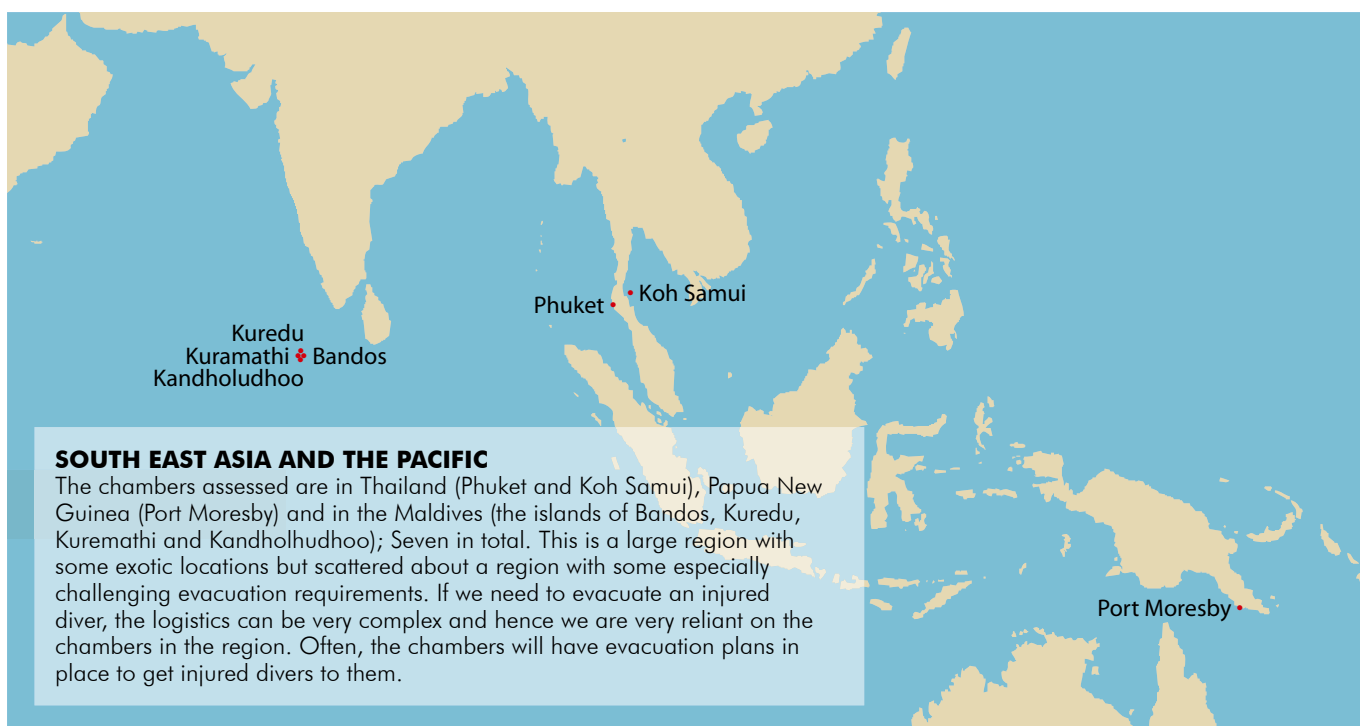 Koh Samui
Phuket
Kuredu
Kuramathi Bandos
Kandholudhoo
SOUTH EAST ASIA AND THE PACIFIC
The chambers assessed are in Thailand (Phuket and Koh Samui), Papua New
Guinea (Port Moresby) and in the Maldives (the islands of Bandos, Kuredu,
Kuremathi and Kandholhudhoo); Seven in total. This is a large region with
some exotic locations but scattered about a region with some especially
challenging evacuation requirements. If we need to evacuate an injured
diver, the logistics can be very complex and hence we are very reliant on the
chambers in the region. Often, the chambers will have evacuation plans in
place to get injured divers to them.
Port Moresby